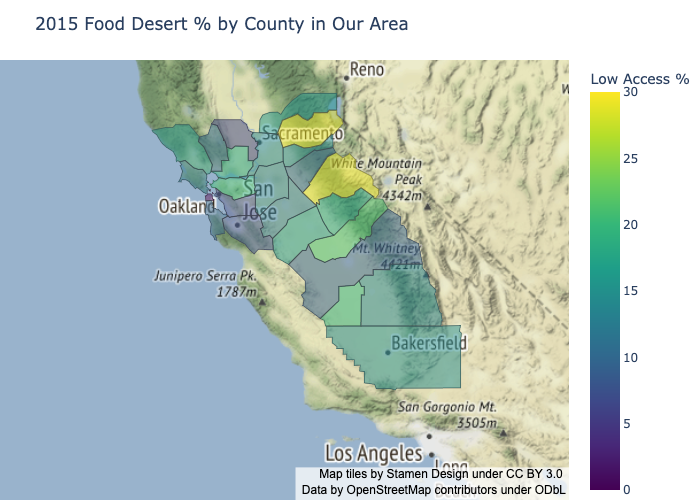 2015 Food Desert % by County in Our Area
Low Access %
Reno
W
30
Sacramento
White Mountain
Peak
4342m
25
San
Jose
Oakland
20
Mt. Whitney
4421m
Junipero Serra Pk.
1787m
15
Bakersfield
10
San Gorgonio Mt.
3505m
5
Los Angeles
Long
Map tiles by Stamen Design under CC BY 3.0
Data by OpenStreetMap contributors under ODbL
0